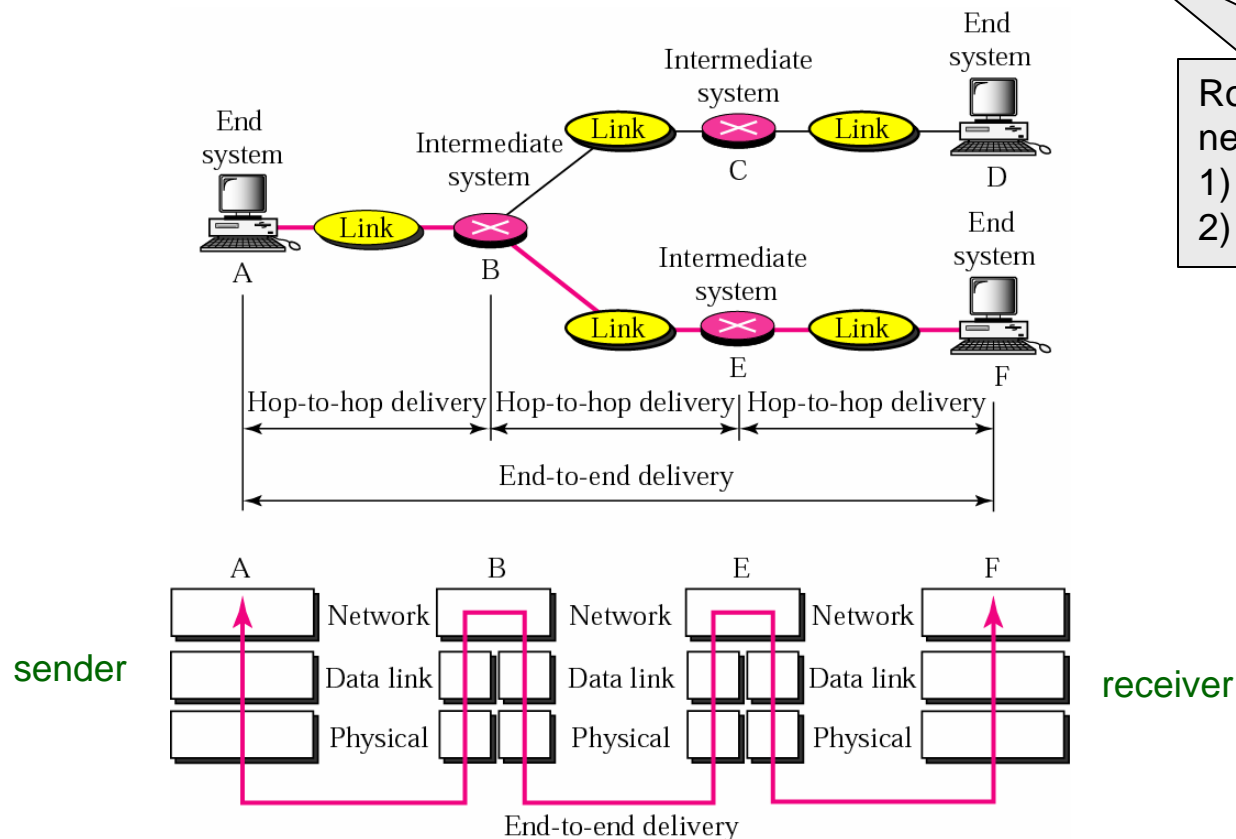 End
system
Intermediate
system
Link
Link
C
D
Ro
ne
1)
2)
End
system
Intermediate
system
Link
A
B
End
system
Intermediate
system
Link
Link
E
F
Hop-to-hop delivery
Hop-to-hop delivery
Hop-to-hop delivery
End-to-end delivery
A
B
E
F
Network
Network
Network
sender
Data link
Data link
Data link
receiver
Physical
Physical
Physical
End-to-end delivery